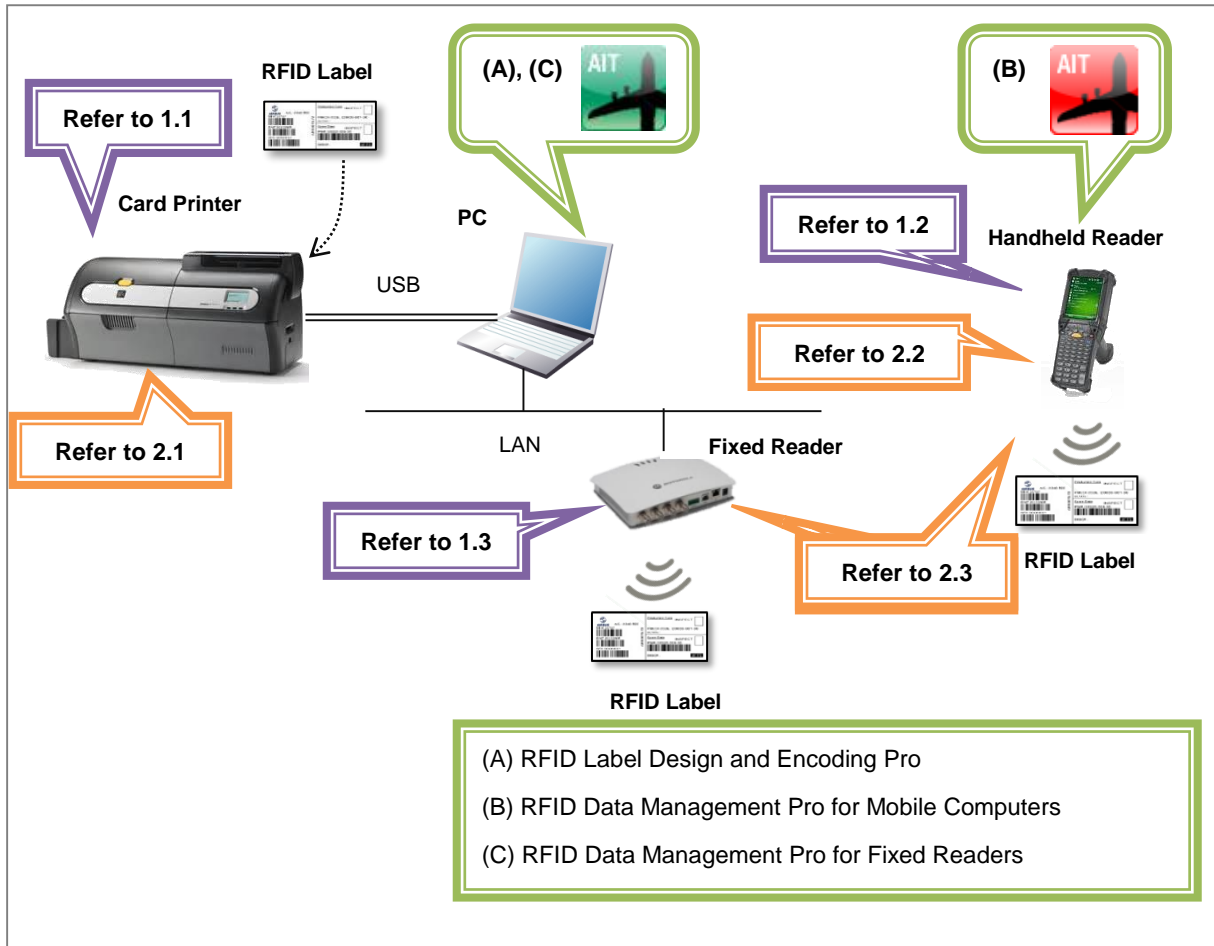 RFID Label
(A), (C)
AIT
(B)
AIT
Refer to 1.1
Card Printer
PC
Refer to 1.2
Handheld Reader
USB
Refer to 2.2
Refer to 2.1
LAN
Fixed Reader
Refer to 1.3
Refer to 2.3
RFID Label
RFID Label
(A) RFID Label Design and Encoding Pro
(B) RFID Data Management Pro for Mobile Computers
(C) RFID Data Management Pro for Fixed Readers